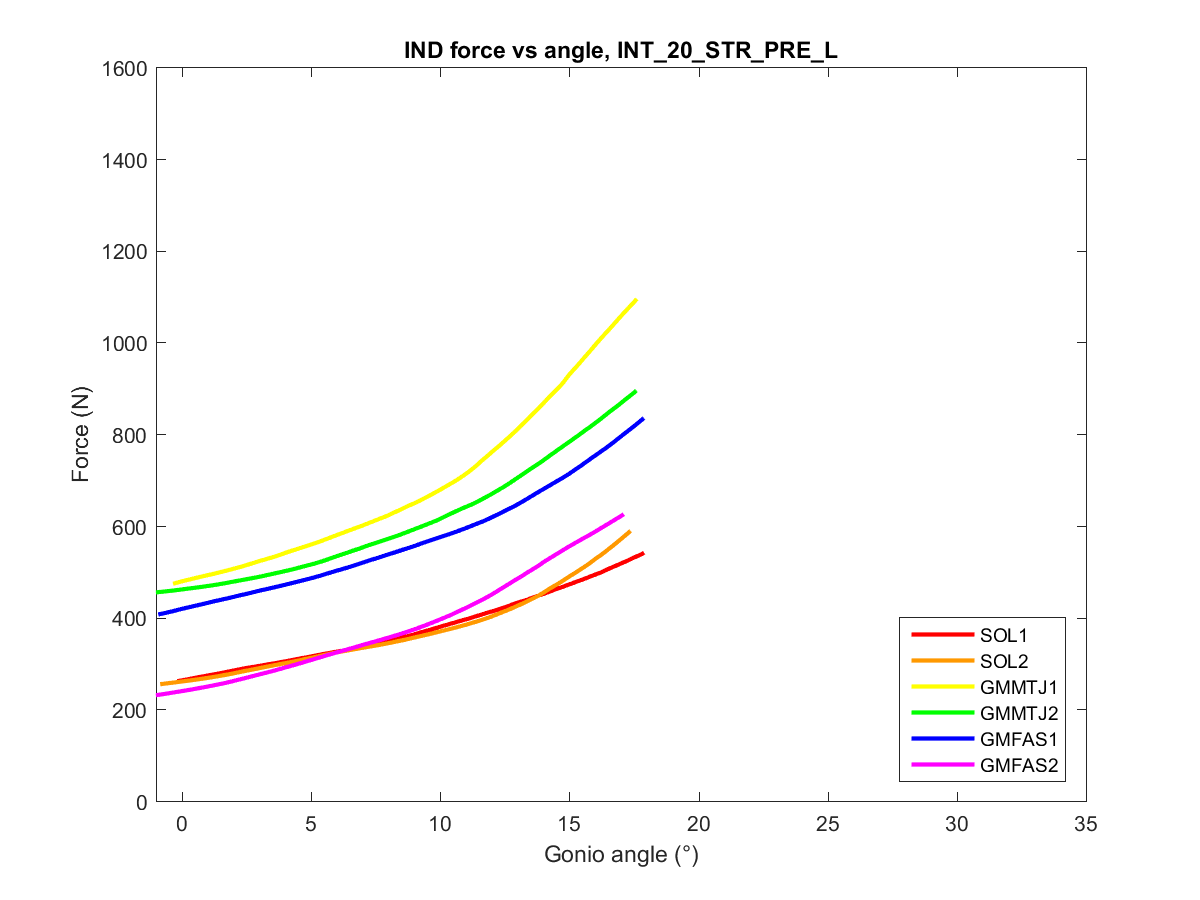 IND force vs angle, INT_20_STR_PRE_L
1600
1400
1200
1000
800
600
400
200
0
Force (N)
0 5 10 15 20 25 30 35
Gonio angle (°)
SOL1
SOL2
GMMTJ1
GMMTJ2
GMFAS1
GMFAS2